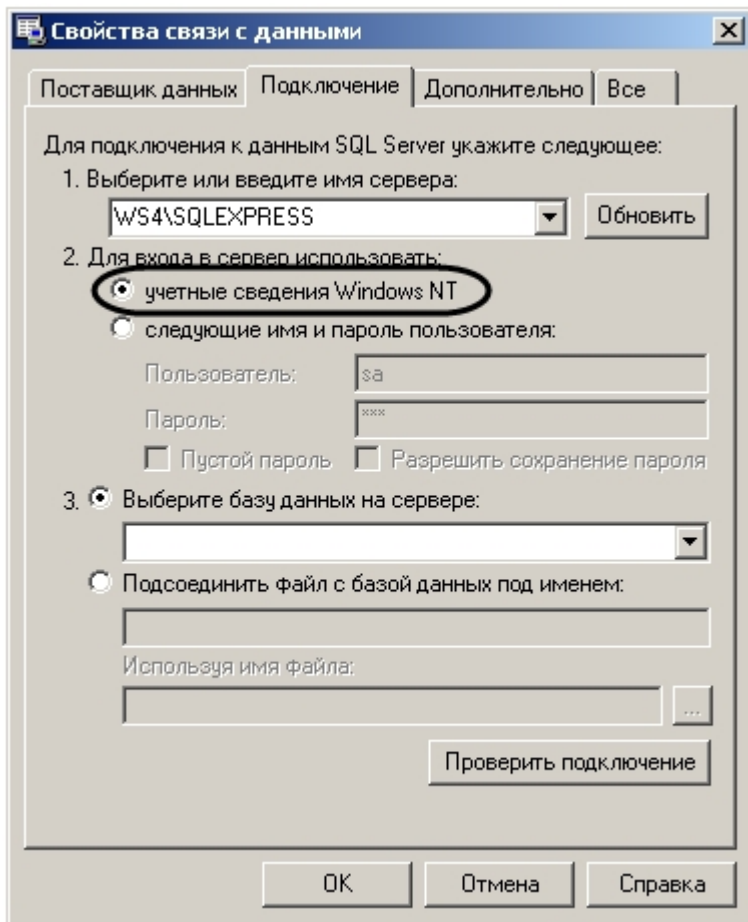 Свойства связи с данными
Поставщик данных Подключение Дополнительно Все
Для подключения к данным SQL Server укажите следующее:
1. Выберите или введите имя сервера:
WS4\SQLEXPRESS Обновить
2. Для входа в сервер использовать:
учетные сведения Windows NT
следующие имя и пароль пользователя:
Пользователь: sa
Пароль: ***
Пустой пароль Разрешить сохранение пароля
3. Выберите базу данных на сервере:
Подсоединить файл с базой данных под именем:
Используя имя файла:
...
Проверить подключение
OK Отмена Справка